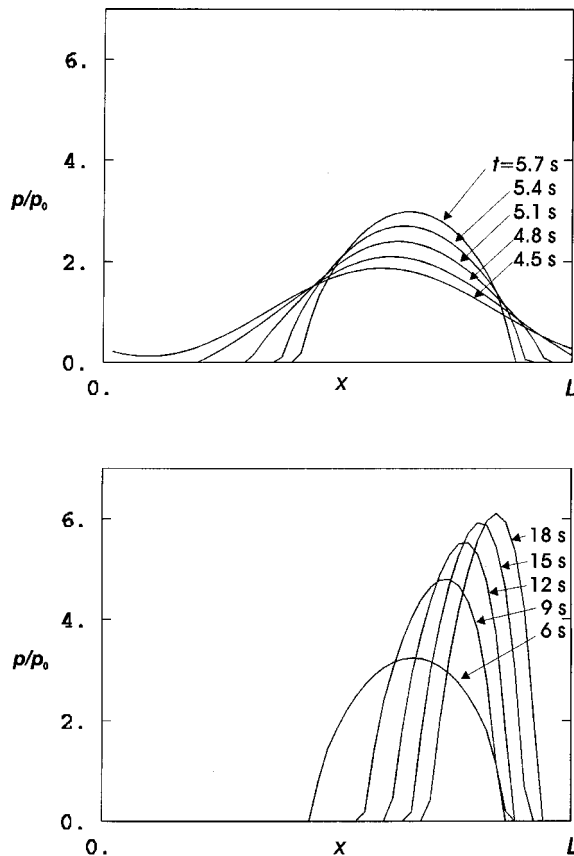 6.
4.
t=5.7 s
5.4 s
p/p₀
5.1 s
4.8 s
2.
4.5 s
0.
0.
x
L
6.
18 s
15 s
12 s
4.
9 s
6 s
p/p₀
2.
0.
0.
x
L